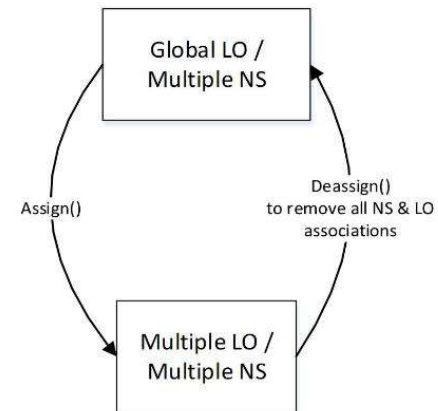 Global LO /
Multiple NS
Assign()
Deassign()
to remove all NS & LO
associations
Multiple LO /
Multiple NS